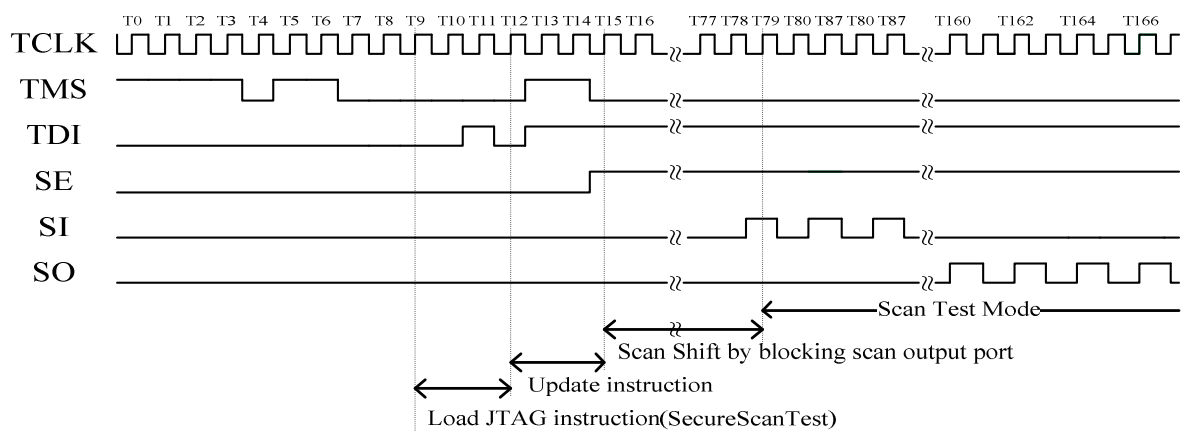 T0 T1 T2 T3 T4 T5 T6 T7 T8 T9 T10 T11 T12 T13 T14 T15 T16 T77 T78 T79 T80 T87 T80 T87 T160 T162 T164 T166
TCLK
TMS
TDI
SE
SI
SO
Scan Test Mode
Scan Shift by blocking scan output port
Update instruction
Load JTAG instruction(SecureScanTest)